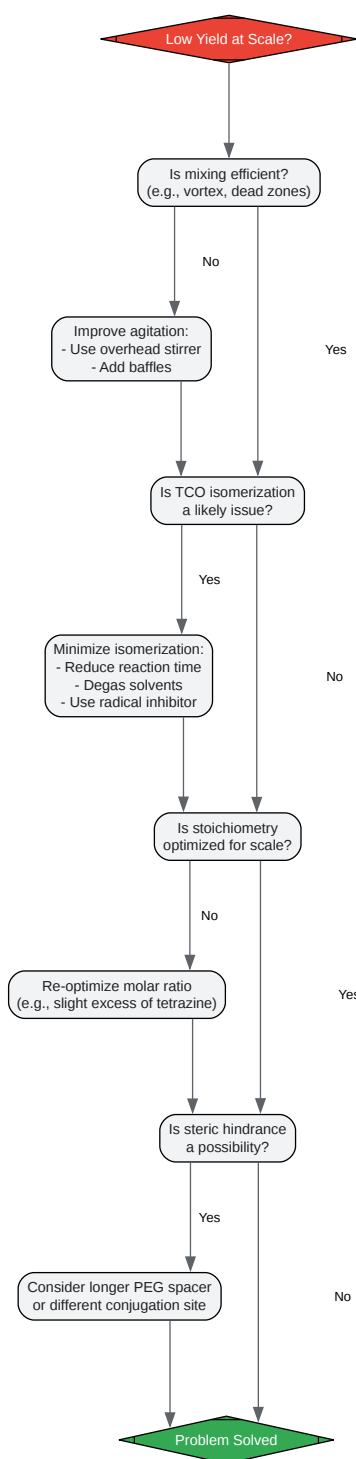 Low Yield at Scale?
Is mixing efficient?
(e.g., vortex, dead zones)
No
Improve agitation:
- Use overhead stirrer
- Add baffles
Yes
Is TCO isomerization
a likely issue?
Yes
Minimize isomerization:
- Reduce reaction time
- Degas solvents
- Use radical inhibitor
No
Is stoichiometry
optimized for scale?
No
Re-optimize molar ratio
(e.g., slight excess of tetrazine)
Yes
Is steric hindrance
a possibility?
Yes
Consider longer PEG spacer
or different conjugation site
No
Problem Solved